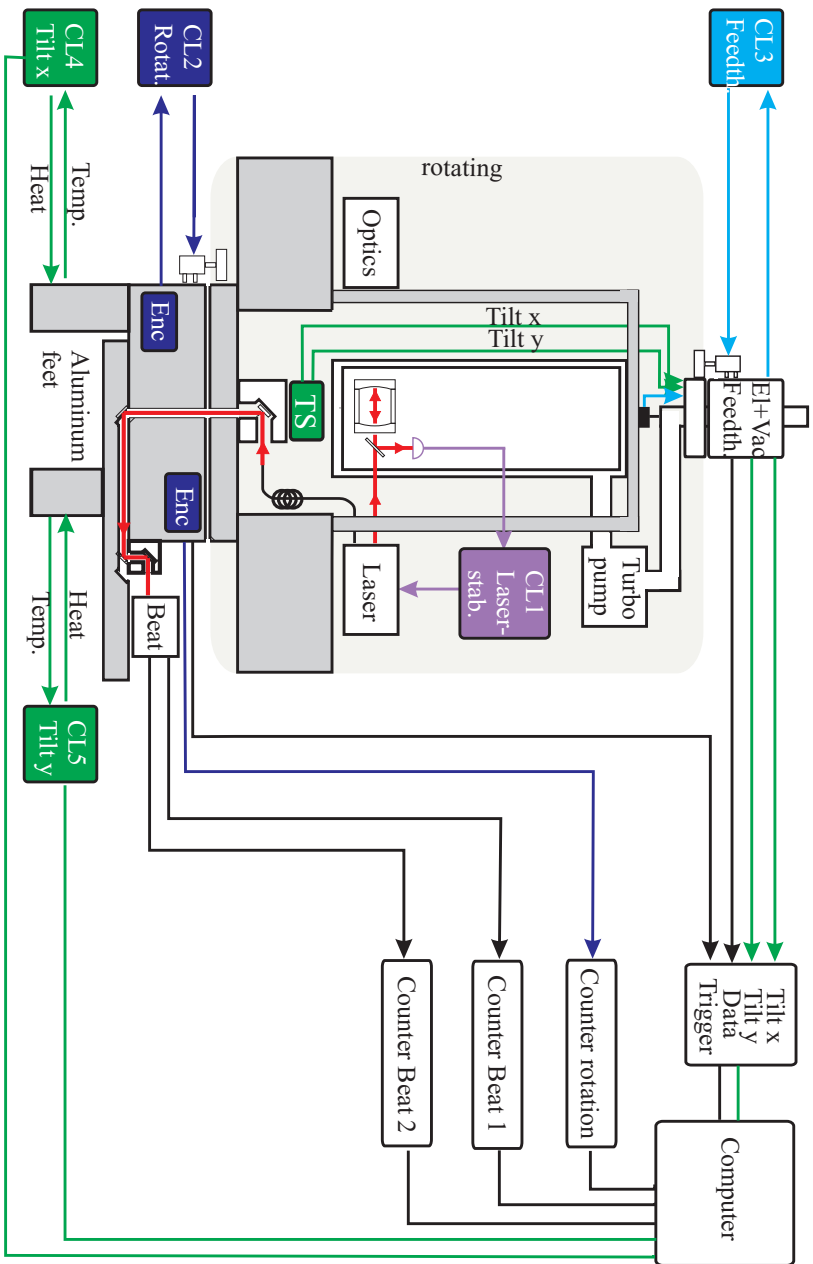 CL4
Tilt x
CL2
Rotat.
CL3
Feedth.
Temp.
Heat
rotating
Optics
Tilt x
Tilt y
El+Vac
Feedth.
Enc
TS
Aluminum
feet
Enc
Laser
CL1
Laser-
stab.
Turbo
pump
Beat
Heat
Temp.
CL5
Tilt y
Counter Beat 2
Counter Beat 1
Counter rotation
Tilt x
Tilt y
Data
Trigger
Computer